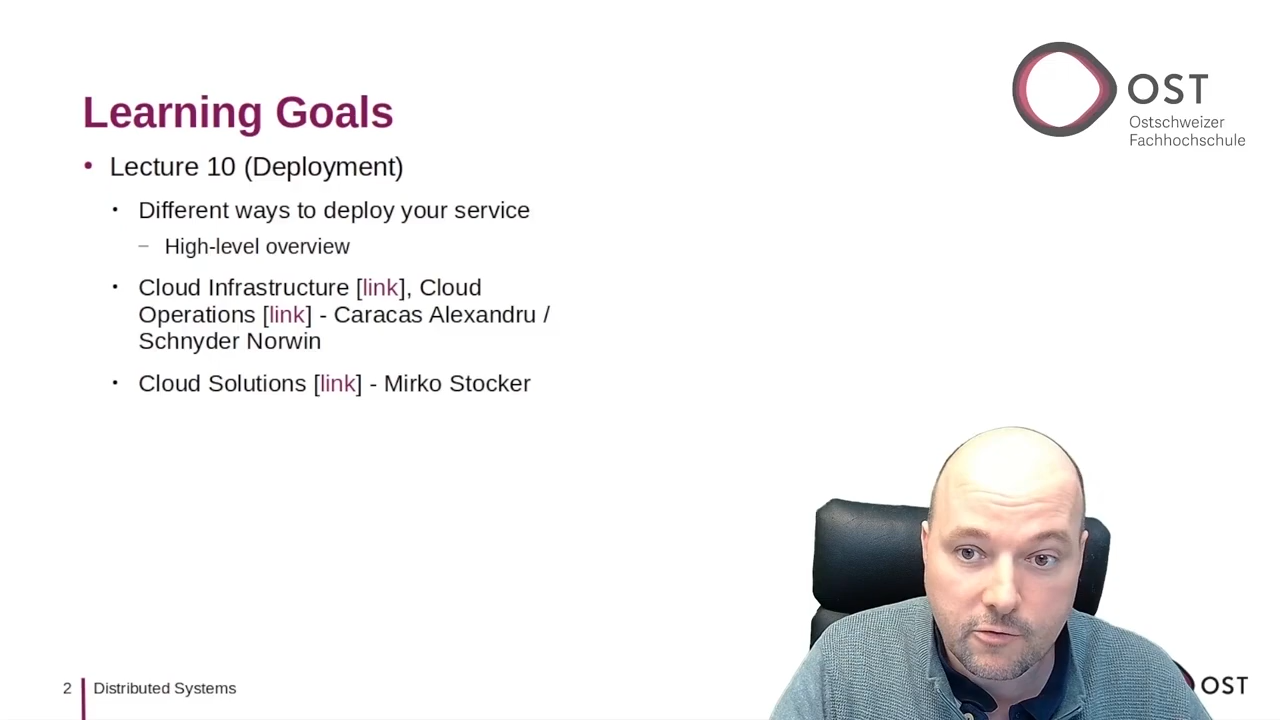 OST
Ostschweizer
Fachhochschule
Learning Goals
• Lecture 10 (Deployment)
• Different ways to deploy your service
– High-level overview
• Cloud Infrastructure [link], Cloud
Operations [link] - Caracas Alexandru /
Schnyder Norwin
• Cloud Solutions [link] - Mirko Stocker
2 Distributed Systems
OST